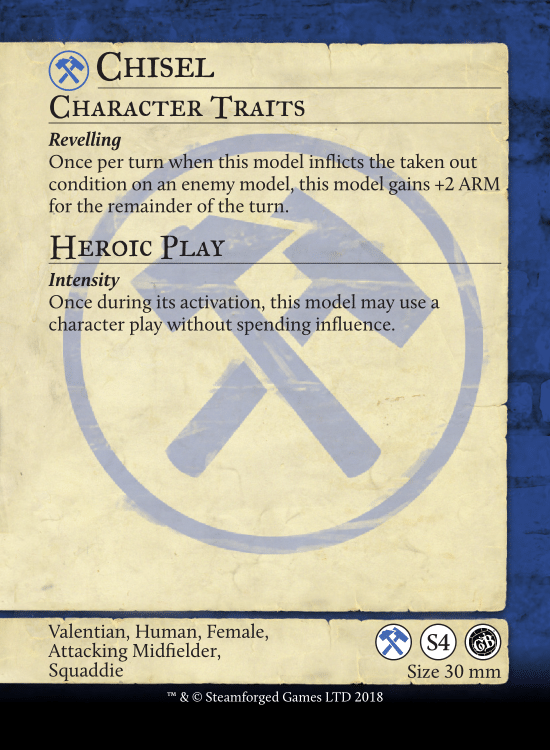 Chisel
Character Traits
Revelling
Once per turn when this model inflicts the taken out
condition on an enemy model, this model gains +2 ARM
for the remainder of the turn.
Heroic Play
Intensity
Once during its activation, this model may use a
character play without spending influence.
Valentian, Human, Female,
Attacking Midfielder,
Squaddie
S4
GB
Size 30 mm
™ & © Steamforged Games LTD 2018